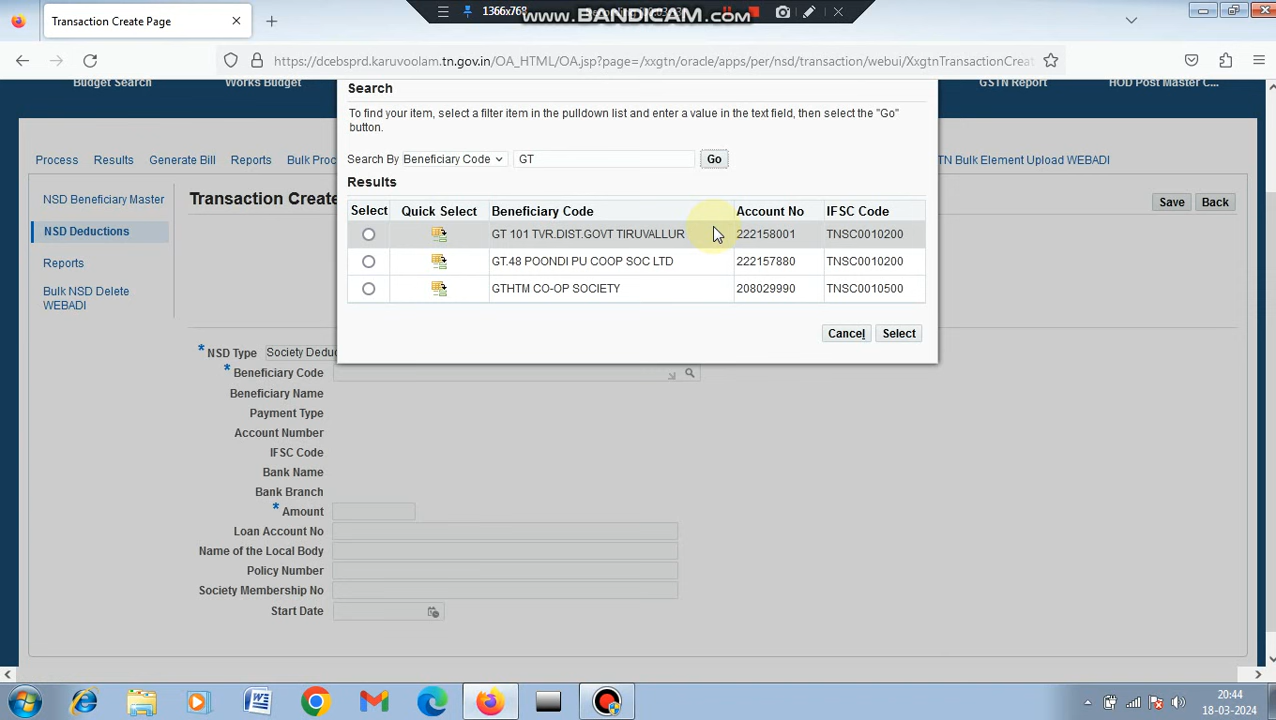 Transaction Create Page
1366x768
www.BANDICAM.com
https://dcebsprd.karuvoolam.tn.gov.in/OA_HTML/OA.jsp?page=/xxgtn/oracle/apps/per/nsd/transaction/webui/XxgtnTransactionCreat
Budget Search
Works Budget
GSTN Report
HOD Post Master C...
Search
To find your item, select a filter item in the pulldown list and enter a value in the text field, then select the "Go"
button.
Search By Beneficiary Code GT Go
Process Results Generate Bill Reports Bulk Proc
TN Bulk Element Upload WEBADI
Results
NSD Beneficiary Master
Transaction Create
Save Back
Select Quick Select Beneficiary Code Account No IFSC Code
NSD Deductions
GT 101 TVR.DIST.GOVT TIRUVALLUR 222158001 TNSC0010200
Reports
GT.48 POONDI PU COOP SOC LTD 222157880 TNSC0010200
Bulk NSD Delete
WEBADI
GTHTM CO-OP SOCIETY 208029990 TNSC0010500
Cancel Select
* NSD Type Society Deduc
* Beneficiary Code
Beneficiary Name
Payment Type
Account Number
IFSC Code
Bank Name
Bank Branch
* Amount
Loan Account No
Name of the Local Body
Policy Number
Society Membership No
Start Date
20:44
18-03-2024